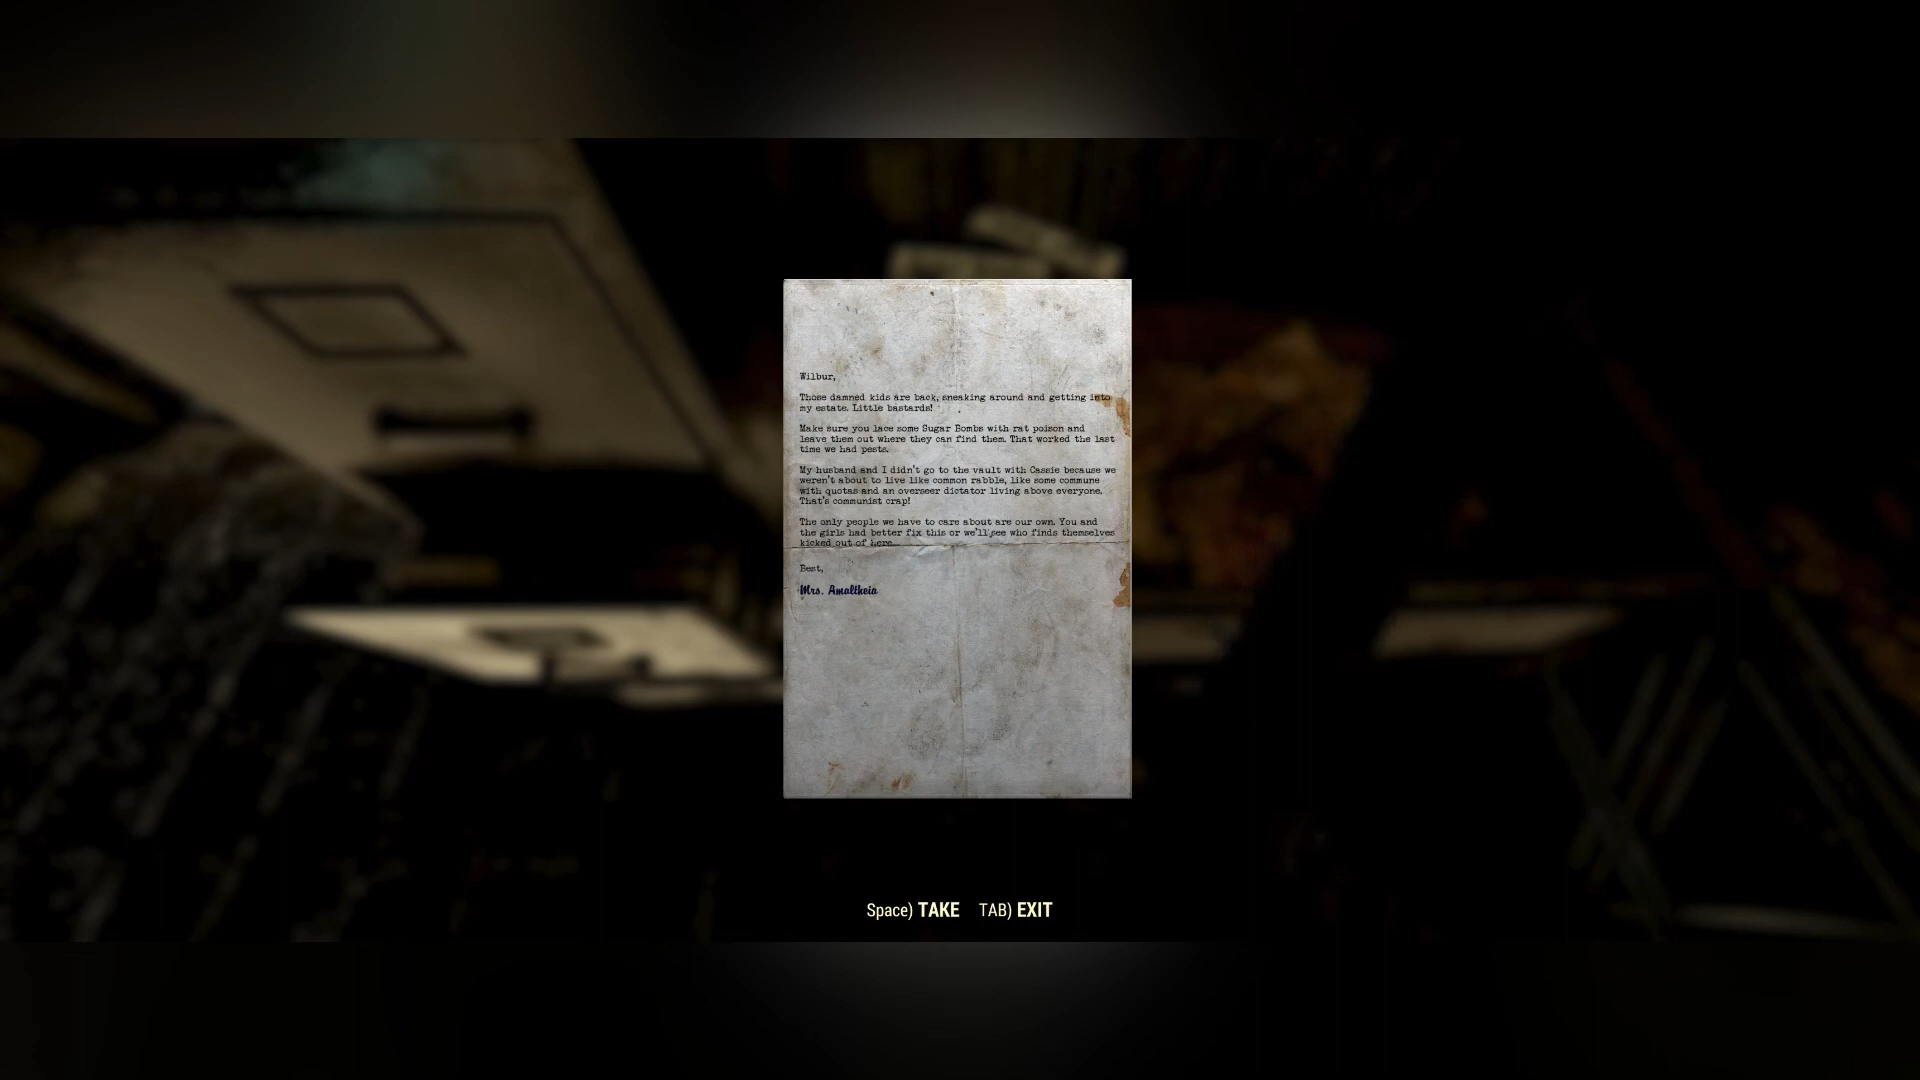 Wilbur,
Those damned kids are back, sneaking around and getting into
my estate. Little bastards!
Make sure you lace some Sugar Bombs with rat poison and
leave them out where they can find them. That worked the last
time we had pests.
My husband and I didn't go to the vault with Cassie because we
weren't about to live like common rabble, like some commune
with quotas and an overseer dictator living above everyone.
That's communist crap!
The only people we have to care about are our own. You and
the girls had better fix this or we'll see who finds themselves
kicked out of here...
Best,
Mrs. Amaltheia
Space) TAKE TAB) EXIT